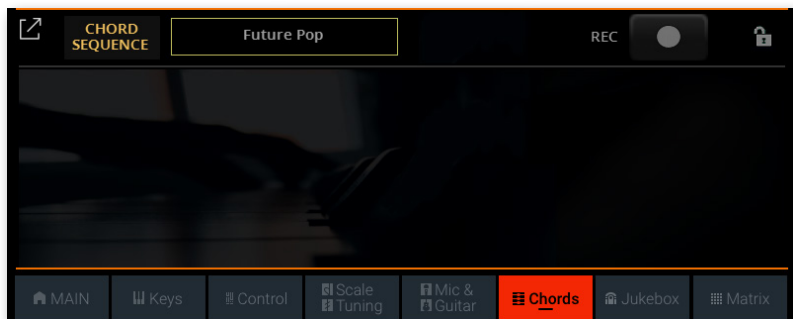 CHORD
SEQUENCE
Future Pop
REC
MAIN
Keys
Control
Scale
Tuning
Mic &
Guitar
Chords
Jukebox
Matrix